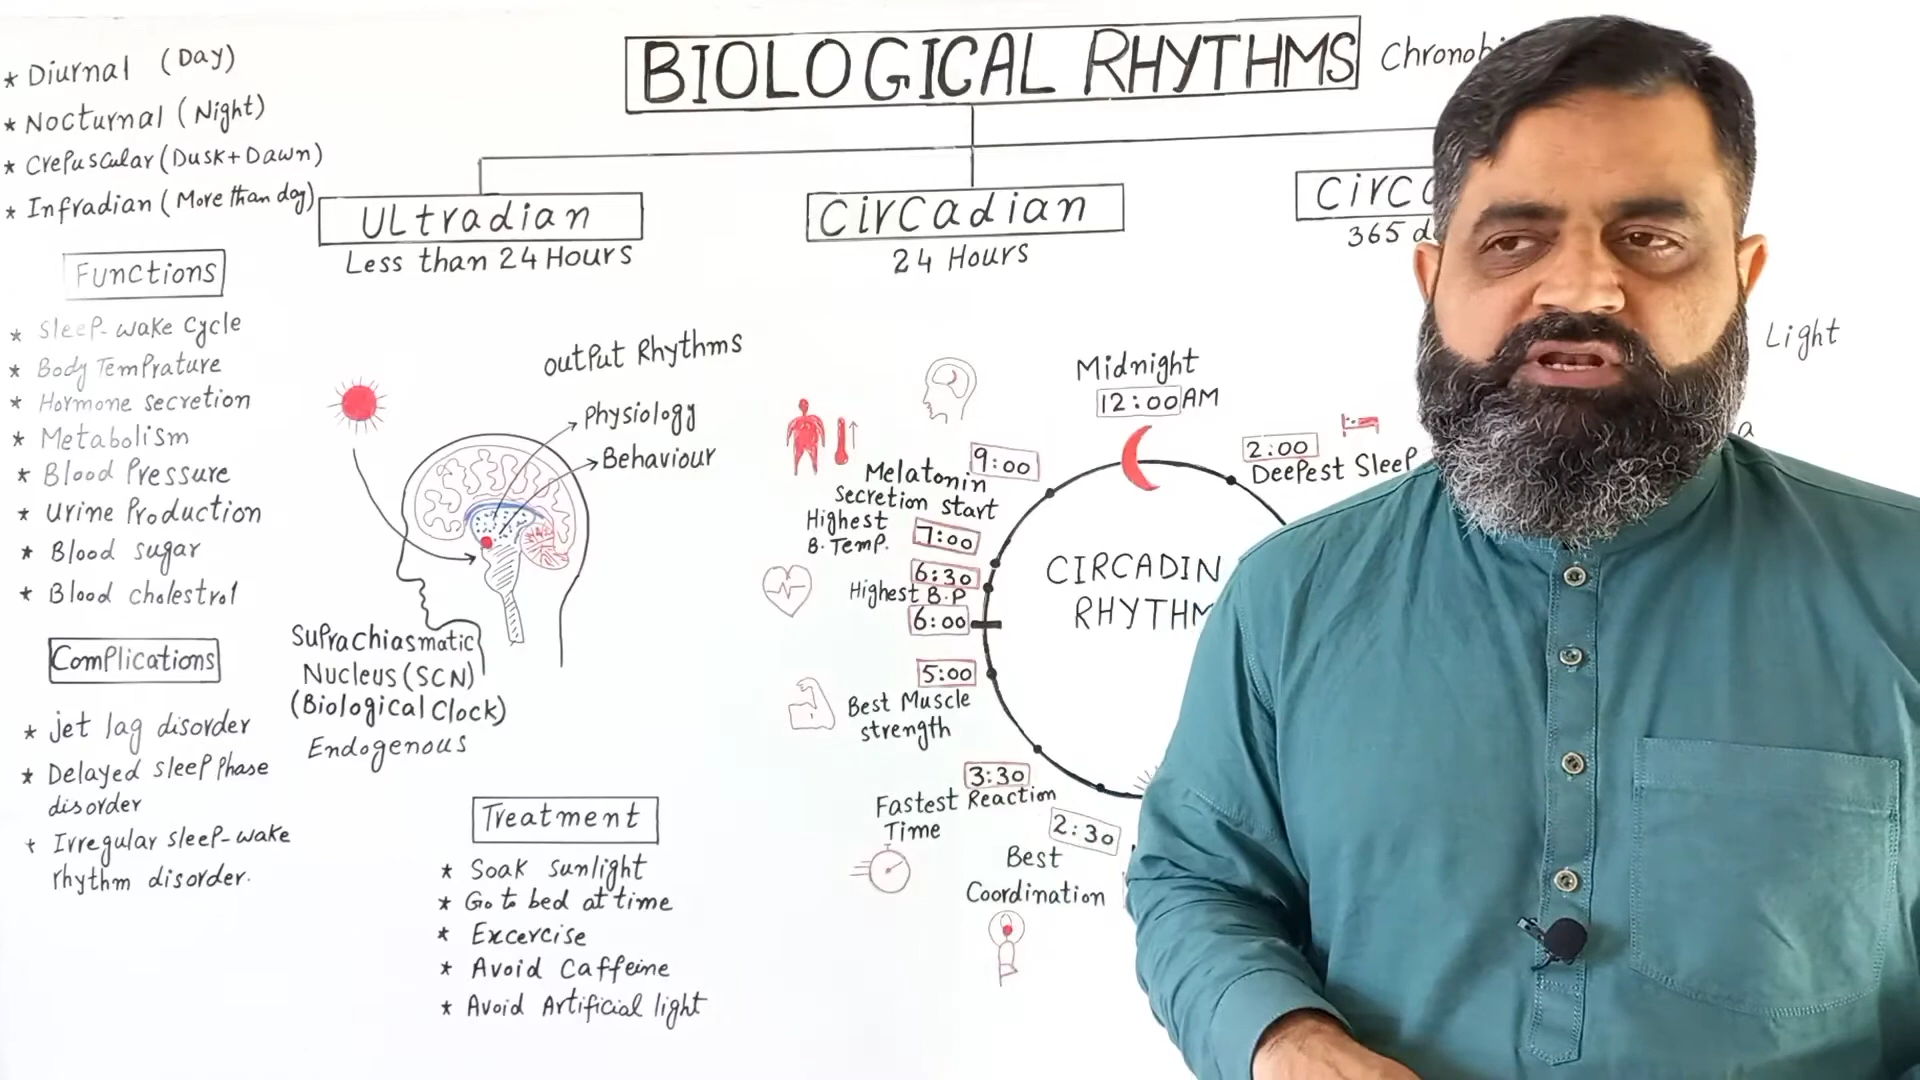 BIOLOGICAL RHYTHMS
* Diurnal (Day)
* Nocturnal (Night)
* Crepuscular (Dusk+Dawn)
* Infradian (More than day)
Ultradian
Less than 24 Hours
Circadian
24 Hours
365
Functions
* Sleep-wake Cycle
* Body Temprature
* Hormone secretion
* Metabolism
* Blood Pressure
* Urine Production
* Blood sugar
* Blood cholestrol
Complications
* jet lag disorder
* Delayed sleep Phase
disorder
* Irregular sleep-wake
rhythm disorder.
output Rhythms
Physiology
Behaviour
Suprachiasmatic
Nucleus (SCN)
(Biological Clock)
Endogenous
Treatment
* Soak sunlight
* Go to bed at time
* Excercise
* Avoid Caffeine
* Avoid Artificial light
Midnight
12:00 AM
2:00
Deepest Sleep
9:00
Melatonin
secretion start
Highest
B. Temp.
7:00
6:30
Highest B.P
6:00
5:00
Best Muscle
strength
3:30
Fastest Reaction
Time
2:30
Best
Coordination
CIRCADIN
RHYTHM
Light